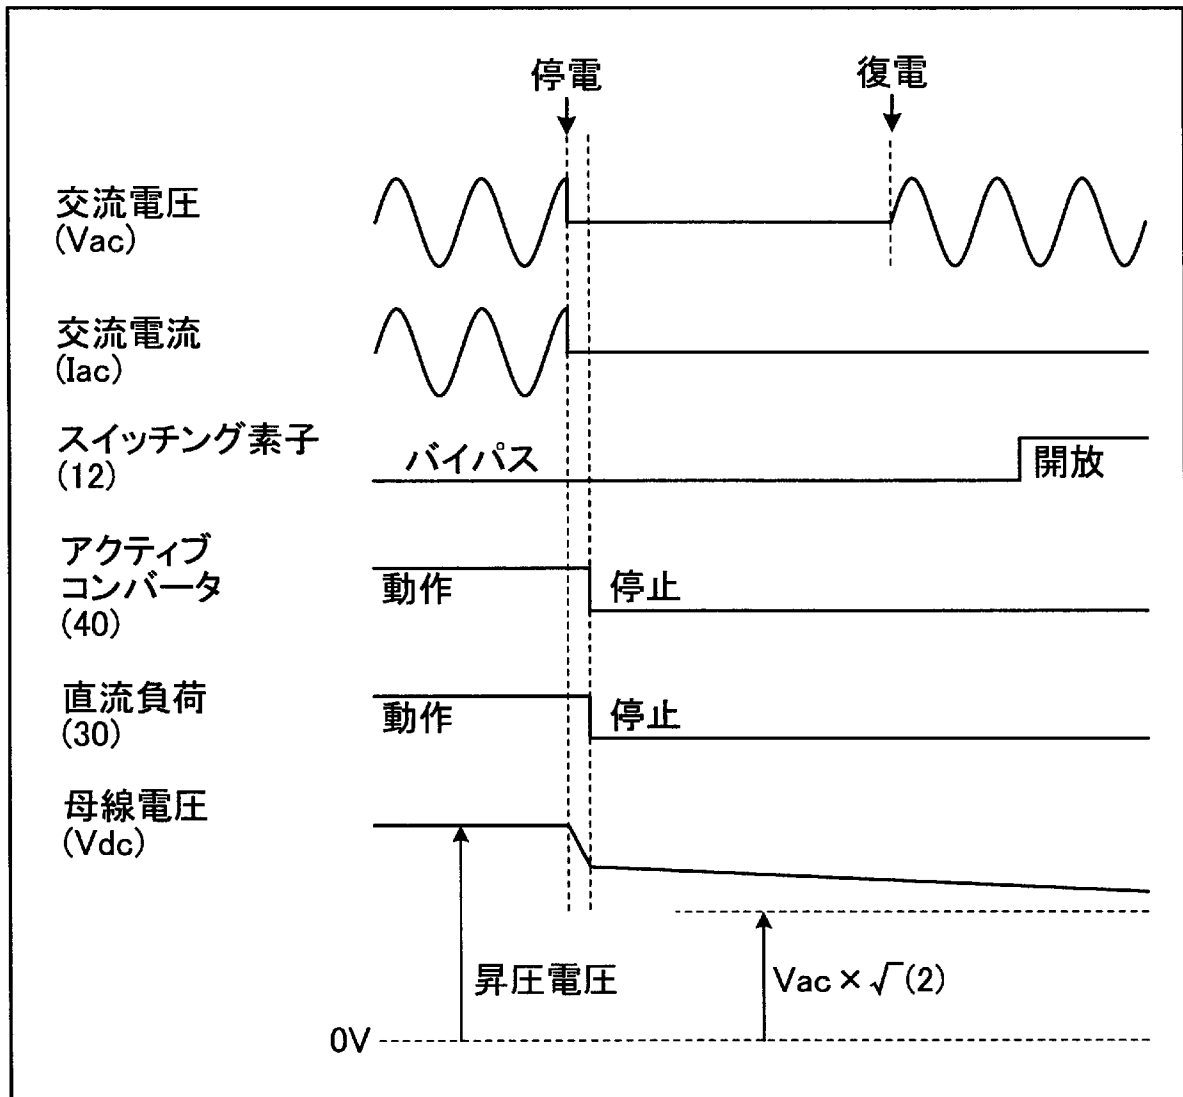 停電
復電
交流電圧
(Vac)
交流電流
(Iac)
スイッチング素子
(12)
バイパス
開放
アクティブ
コンバータ
(40)
動作
停止
直流負荷
(30)
動作
停止
母線電圧
(Vdc)
昇圧電圧
Vac×√(2)
0V